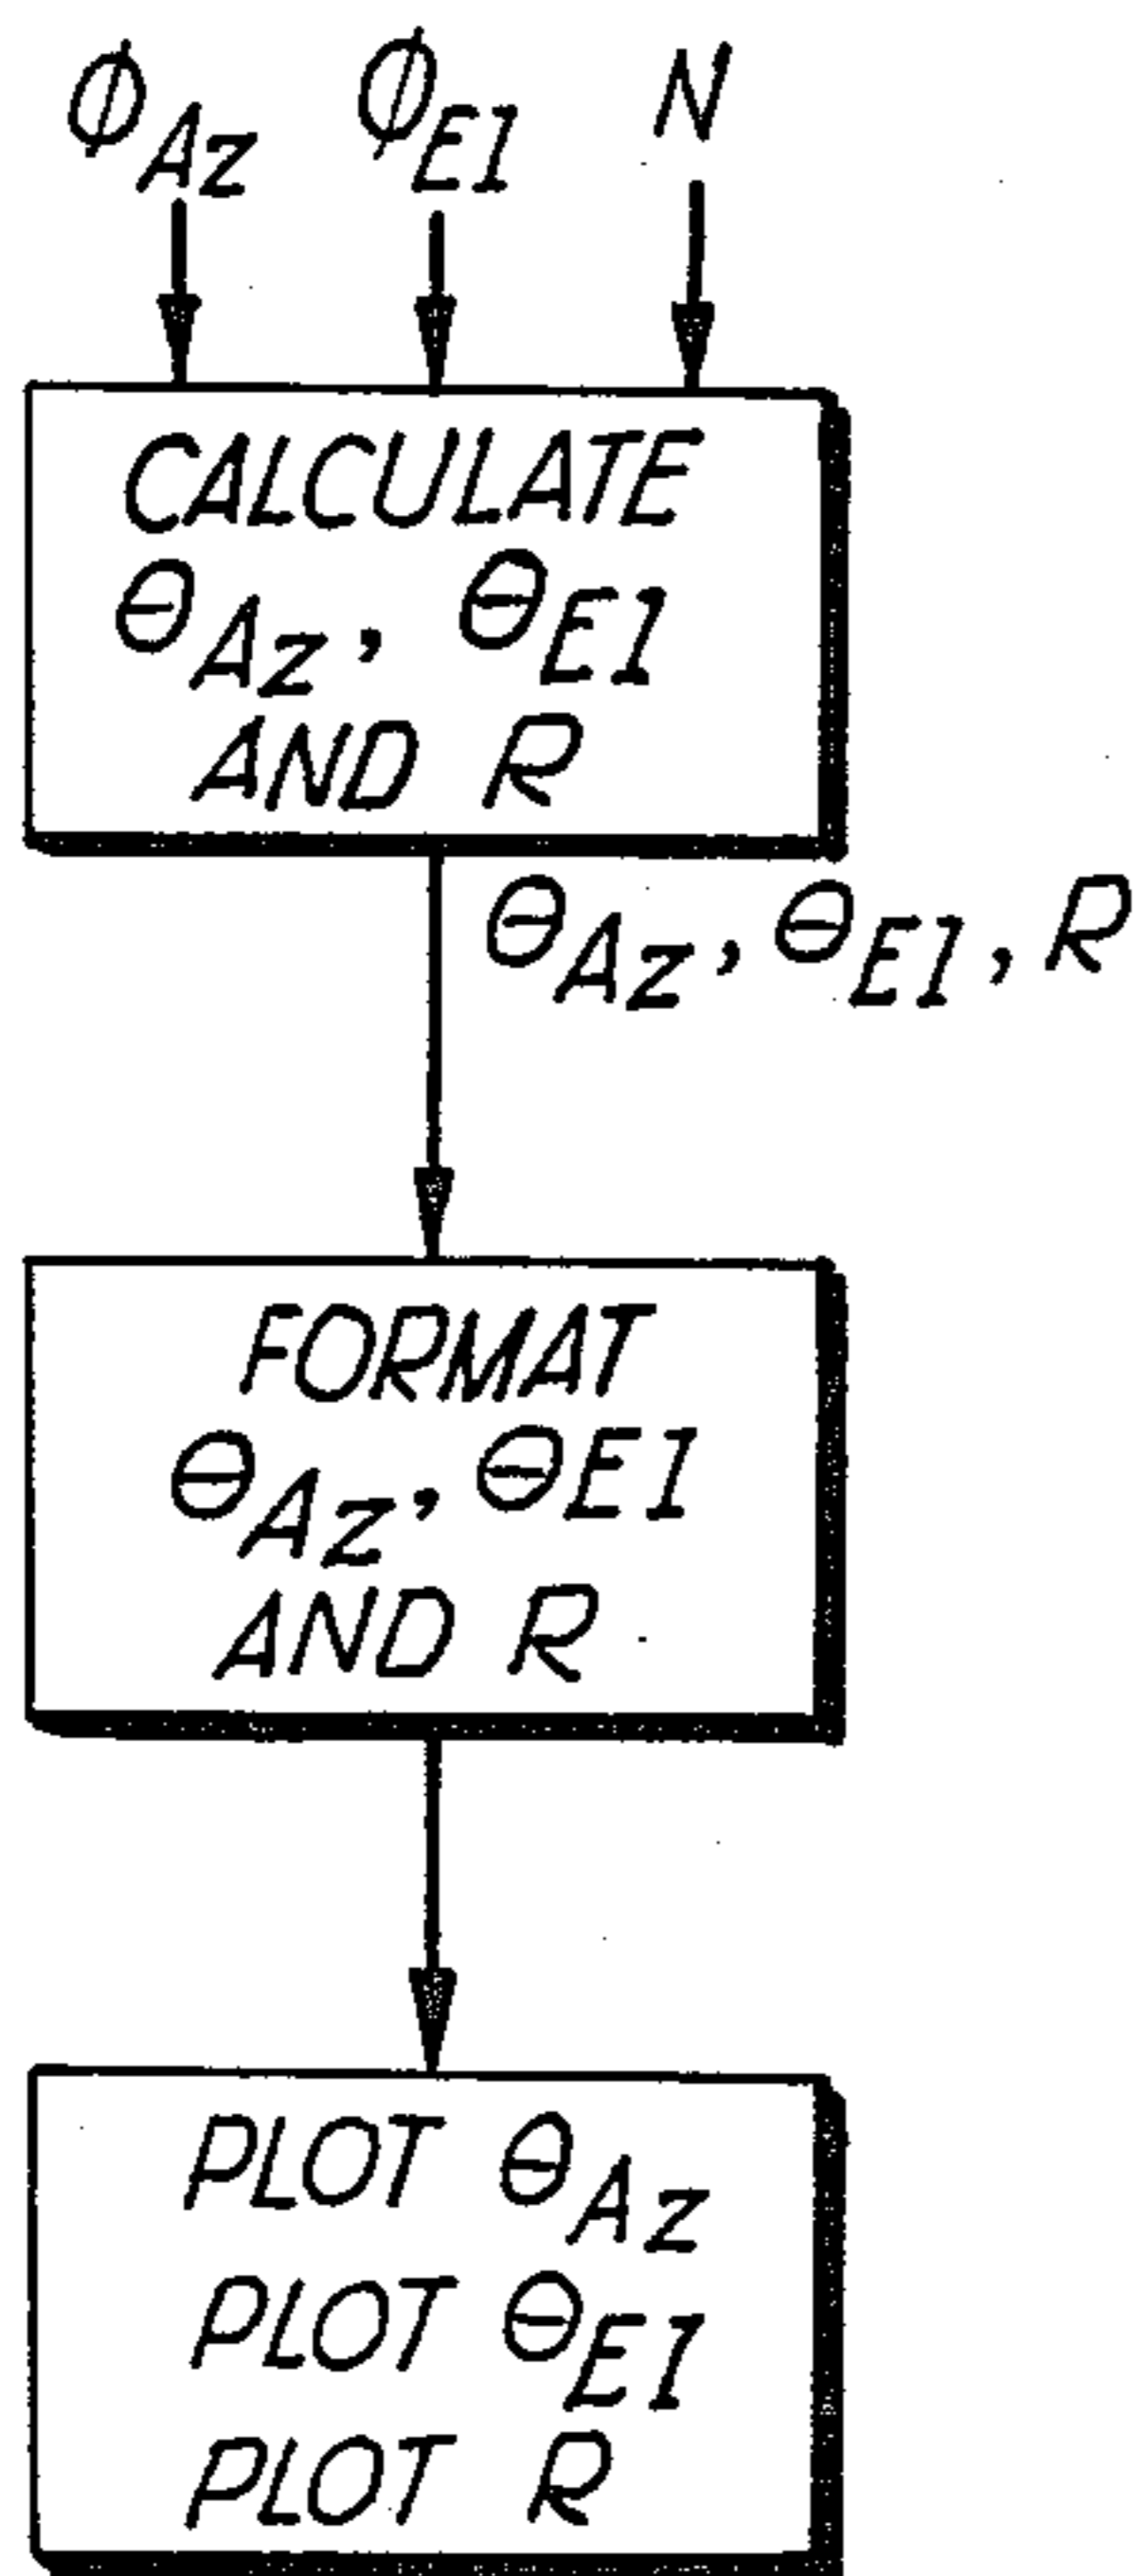 ϕAz ϕEl N
CALCULATE
ΘAz, ΘEl
AND R
ΘAz, ΘEl, R
FORMAT
ΘAz, ΘEl
AND R
PLOT ΘAz
PLOT ΘEl
PLOT R